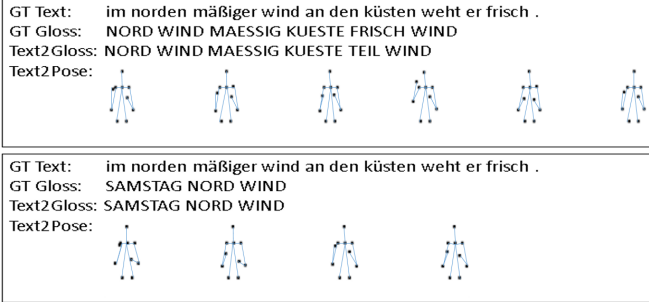 GT Text: im norden mäßiger wind an den küsten weht er frisch .
GT Gloss: NORD WIND MAESSIG KUESTE FRISCH WIND
Text2Gloss: NORD WIND MAESSIG KUESTE TEIL WIND
Text2Pose:
GT Text: im norden mäßiger wind an den küsten weht er frisch .
GT Gloss: SAMSTAG NORD WIND
Text2Gloss: SAMSTAG NORD WIND
Text2Pose: